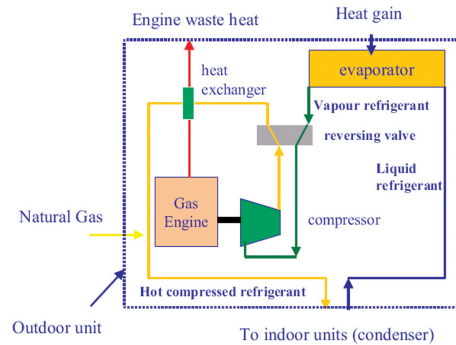 Engine waste heat
Heat gain
heat
exchanger
evaporator
Vapour refrigerant
reversing valve
Liquid
refrigerant
Gas
Engine
Natural Gas
compressor
Hot compressed refrigerant
Outdoor unit
To indoor units (condenser)